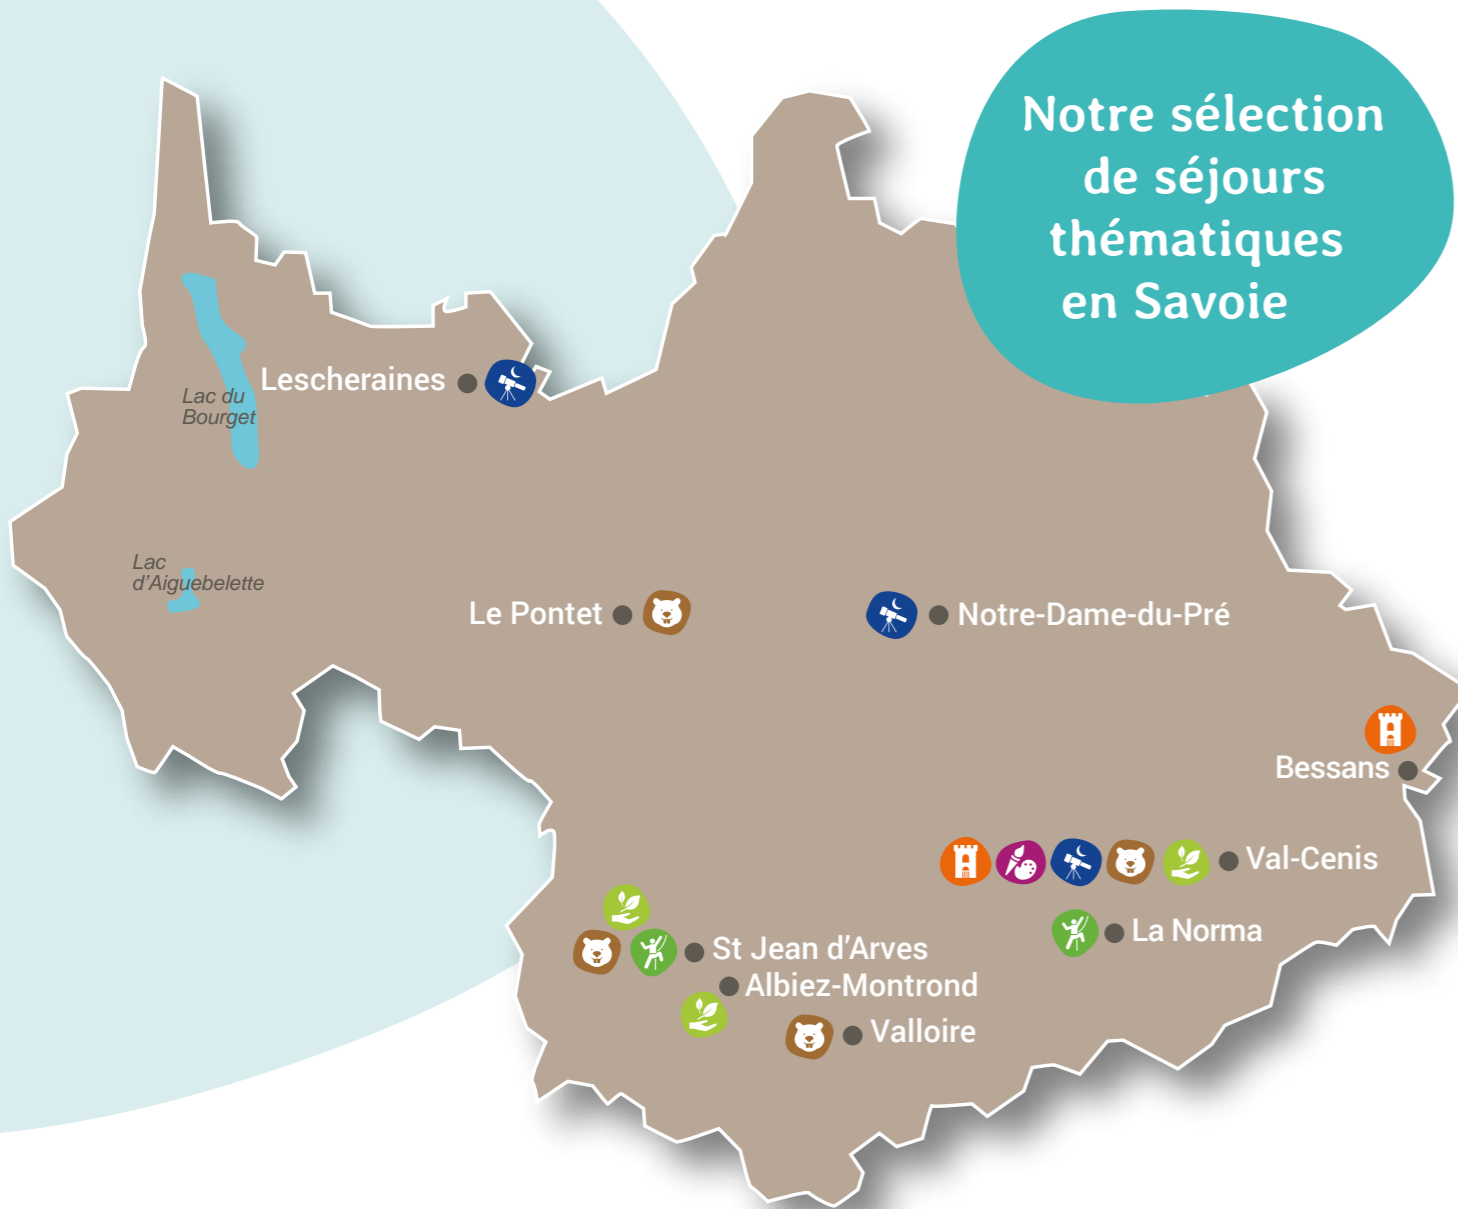 Notre sélection
de séjours
thématiques
en Savoie
Lescheraines
Lac du
Bourget
Lac
d'Aiguebelette
Le Pontet
Notre-Dame-du-Pré
Bessans
Val-Cenis
La Norma
St Jean d'Arves
Albiez-Montrond
Valloire